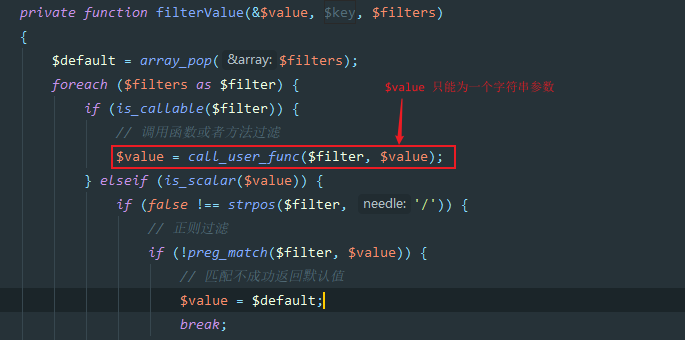 private function filterValue(&$value, $key, $filters)
{
$default = array_pop( &array: $filters);
foreach ($filters as $filter) {
$value 只能为一个字符串参数
if (is_callable($filter)) {
// 调用函数或者方法过滤
$value = call_user_func($filter, $value);
} elseif (is_scalar($value)) {
if (false !== strpos($filter, needle: '/')) {
// 正则过滤
if (!preg_match($filter, $value)) {
// 匹配不成功返回默认值
$value = $default;
break;